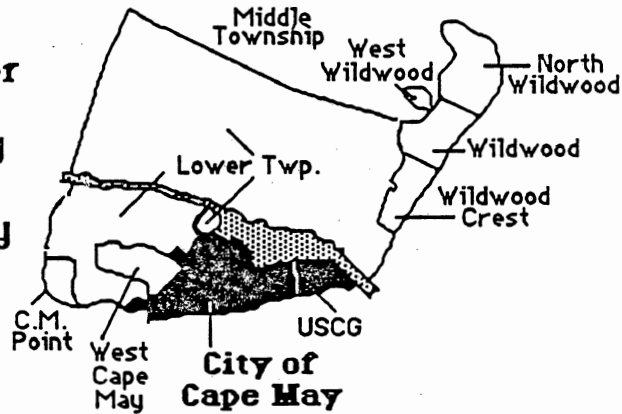 Middle
Township
West
Wildwood
North
Wildwood
Wildwood
Lower Twp.
Wildwood
Crest
C.M.
Point
West
Cape
May
USCG
City of
Cape May